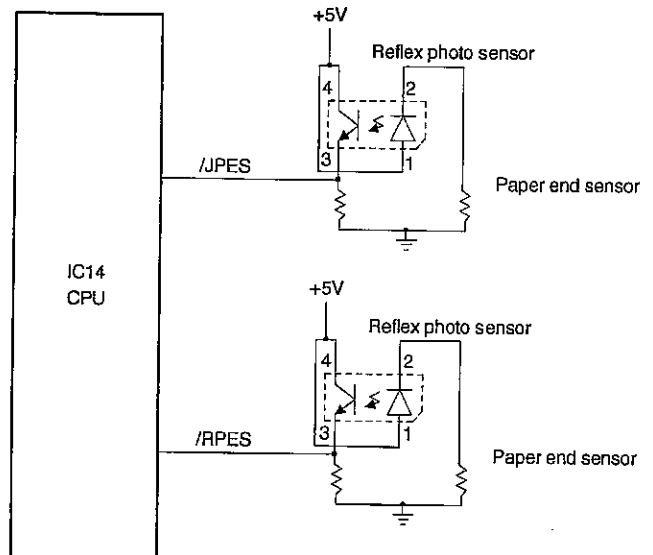 +5V
Reflex photo sensor
4
2
3
1
/JPES
Paper end sensor
IC14
CPU
+5V
Reflex photo sensor
4
2
3
1
/RPES
Paper end sensor